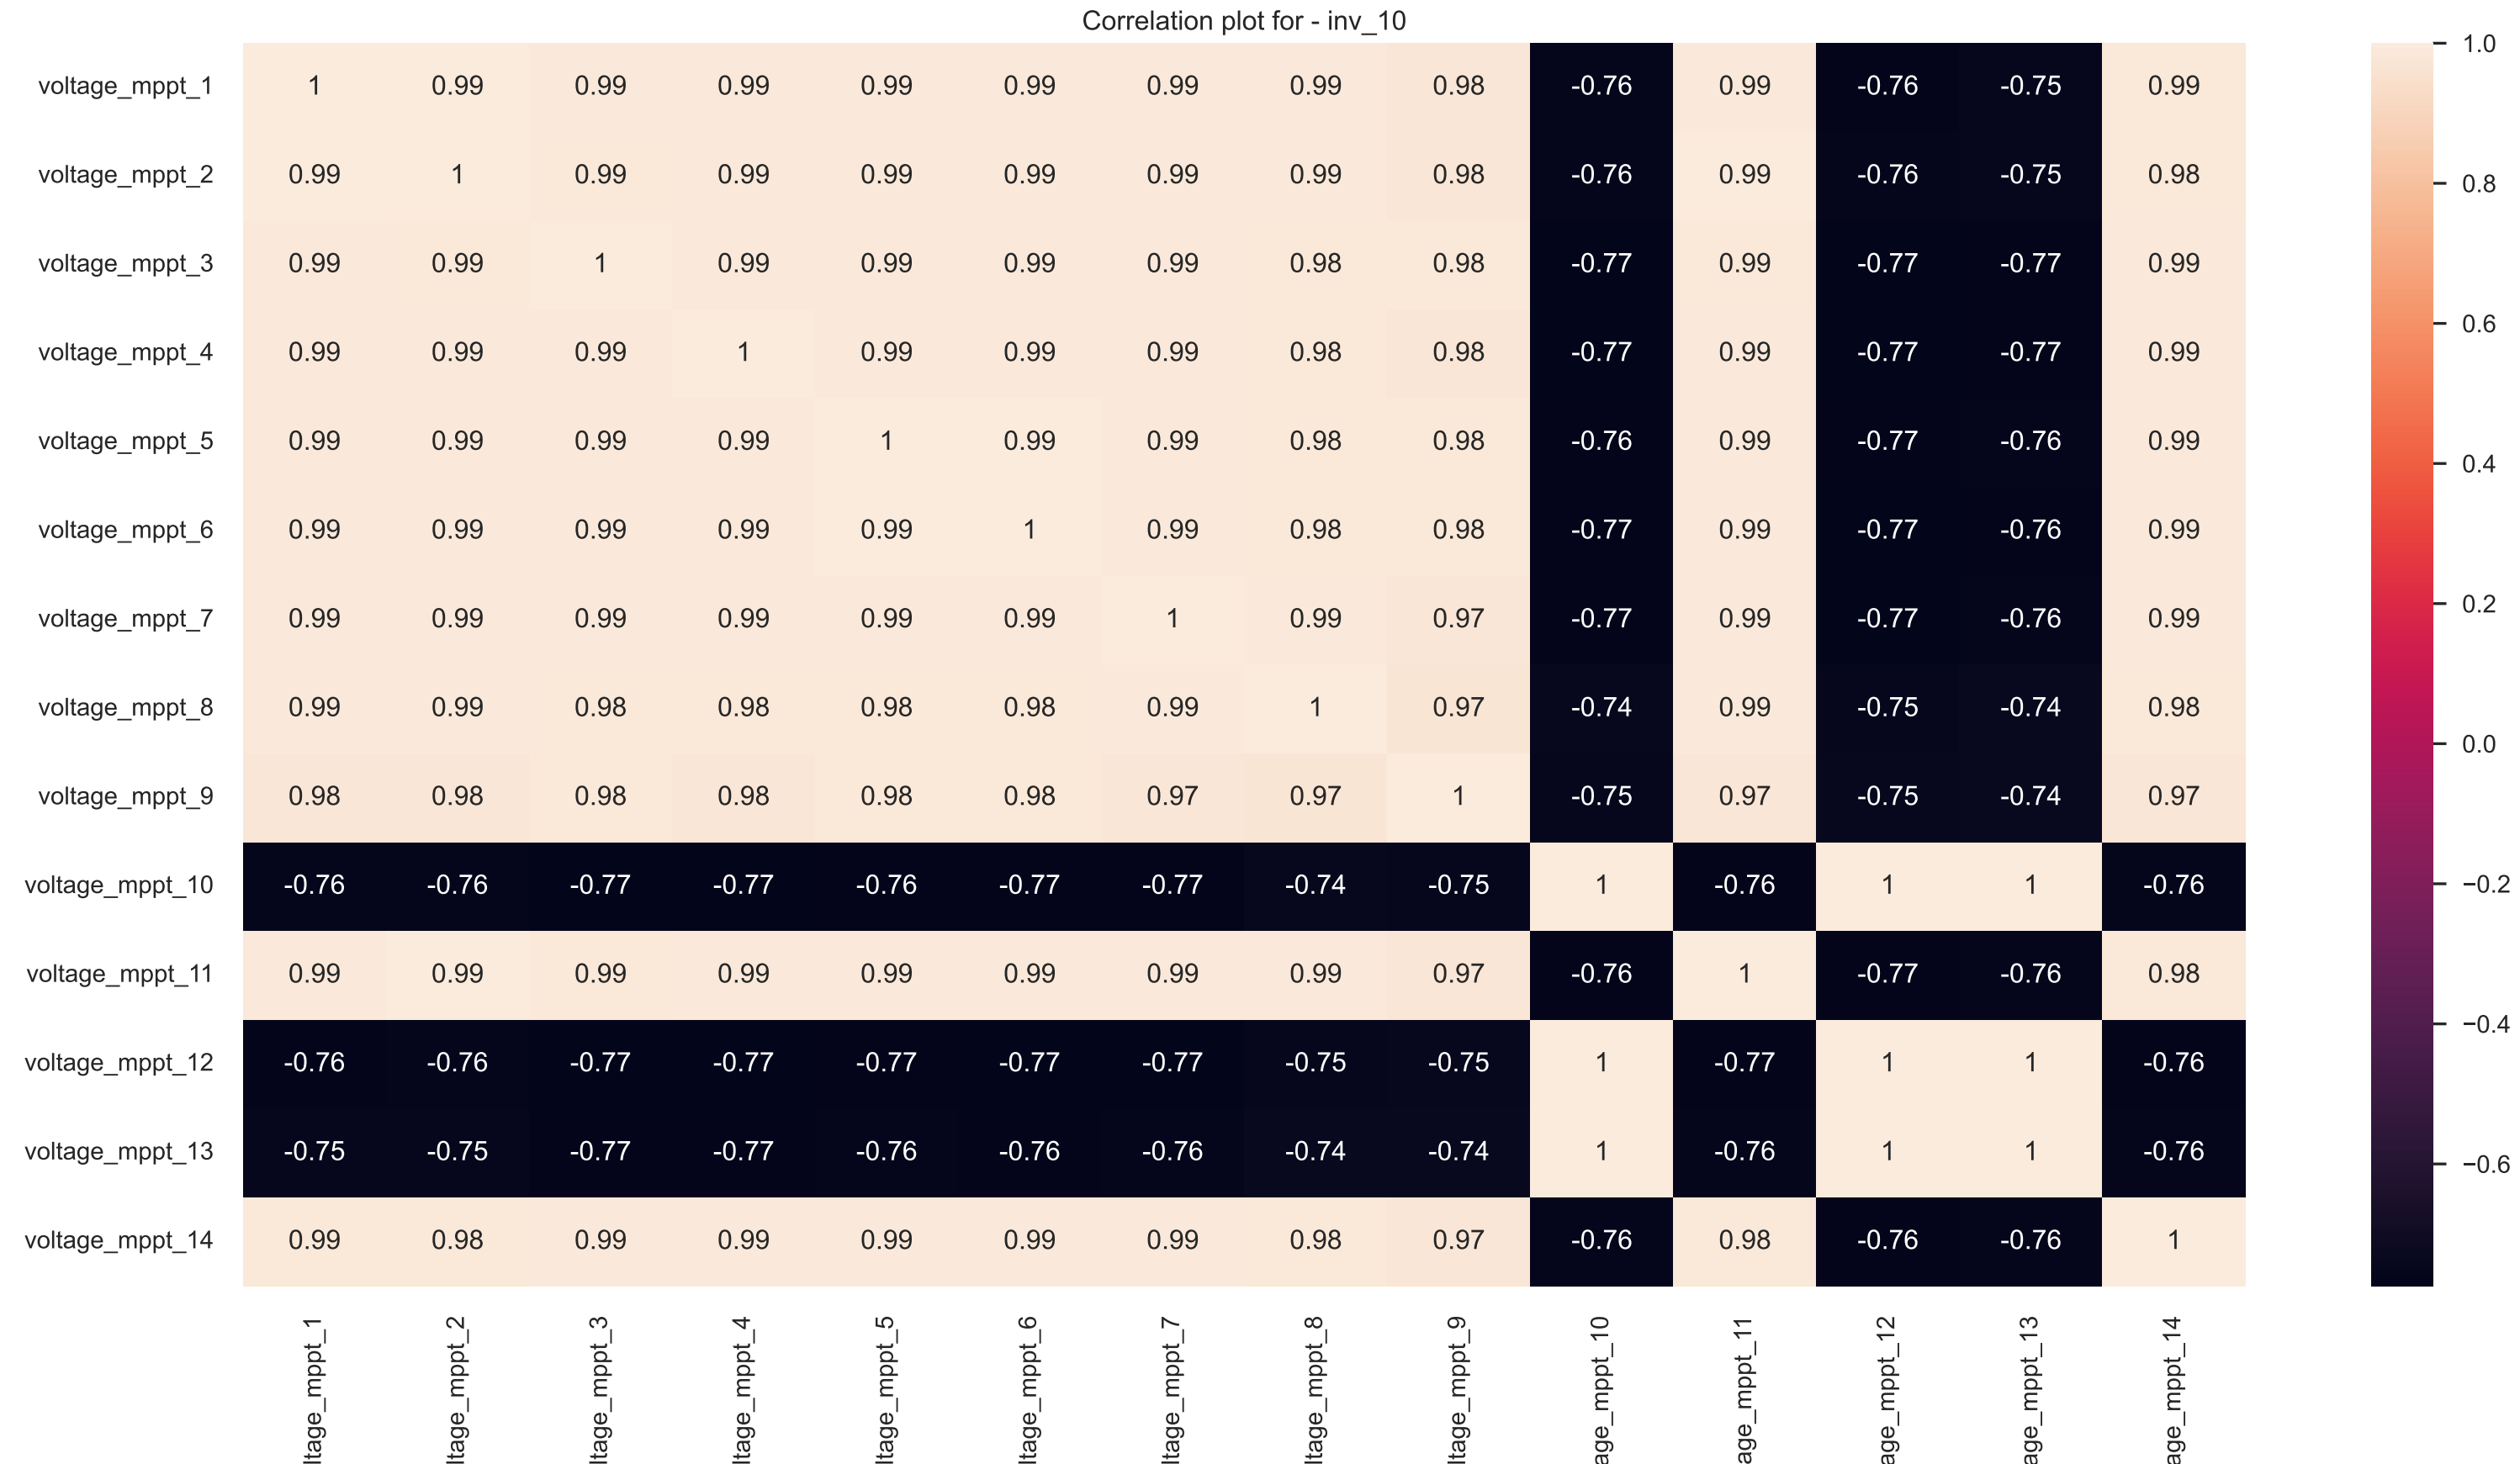 Correlation plot for - inv_10
voltage_mppt_1 1 0.99 0.99 0.99 0.99 0.99 0.99 0.99 0.98 -0.76 0.99 -0.76 -0.75 0.99
voltage_mppt_2 0.99 1 0.99 0.99 0.99 0.99 0.99 0.99 0.98 -0.76 0.99 -0.76 -0.75 0.98
voltage_mppt_3 0.99 0.99 1 0.99 0.99 0.99 0.99 0.98 0.98 -0.77 0.99 -0.77 -0.77 0.99
voltage_mppt_4 0.99 0.99 0.99 1 0.99 0.99 0.99 0.98 0.98 -0.77 0.99 -0.77 -0.77 0.99
voltage_mppt_5 0.99 0.99 0.99 0.99 1 0.99 0.99 0.98 0.98 -0.76 0.99 -0.77 -0.76 0.99
voltage_mppt_6 0.99 0.99 0.99 0.99 0.99 1 0.99 0.98 0.98 -0.77 0.99 -0.77 -0.76 0.99
voltage_mppt_7 0.99 0.99 0.99 0.99 0.99 0.99 1 0.99 0.97 -0.77 0.99 -0.77 -0.76 0.99
voltage_mppt_8 0.99 0.99 0.98 0.98 0.98 0.98 0.99 1 0.97 -0.74 0.99 -0.75 -0.74 0.98
voltage_mppt_9 0.98 0.98 0.98 0.98 0.98 0.98 0.97 0.97 1 -0.75 0.97 -0.75 -0.74 0.97
voltage_mppt_10 -0.76 -0.76 -0.77 -0.77 -0.76 -0.77 -0.77 -0.74 -0.75 1 -0.76 1 1 -0.76
voltage_mppt_11 0.99 0.99 0.99 0.99 0.99 0.99 0.99 0.99 0.97 -0.76 1 -0.77 -0.76 0.98
voltage_mppt_12 -0.76 -0.76 -0.77 -0.77 -0.77 -0.77 -0.77 -0.75 -0.75 1 -0.77 1 1 -0.76
voltage_mppt_13 -0.75 -0.75 -0.77 -0.77 -0.76 -0.76 -0.76 -0.74 -0.74 1 -0.76 1 1 -0.76
voltage_mppt_14 0.99 0.98 0.99 0.99 0.99 0.99 0.99 0.98 0.97 -0.76 0.98 -0.76 -0.76 1
ltage_mppt_1
ltage_mppt_2
ltage_mppt_3
ltage_mppt_4
ltage_mppt_5
ltage_mppt_6
ltage_mppt_7
ltage_mppt_8
ltage_mppt_9
age_mppt_10
age_mppt_11
age_mppt_12
age_mppt_13
age_mppt_14
1.0
0.8
0.6
0.4
0.2
0.0
−0.2
−0.4
−0.6